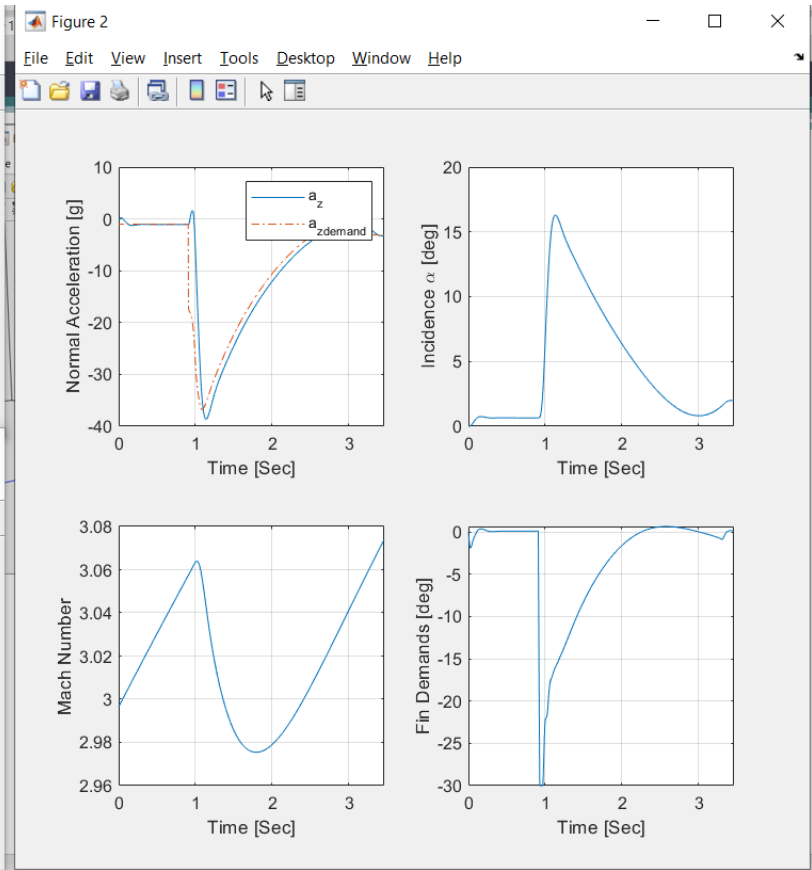 Figure 2
File Edit View Insert Tools Desktop Window Help
10
0
-10
-20
-30
-40
0 1 2 3
Normal Acceleration [g]
Time [Sec]
a_z
a_zdemand
20
15
10
5
0
0 1 2 3
Incidence α [deg]
Time [Sec]
3.08
3.06
3.04
3.02
3
2.98
2.96
0 1 2 3
Mach Number
Time [Sec]
0
-5
-10
-15
-20
-25
-30
0 1 2 3
Fin Demands [deg]
Time [Sec]